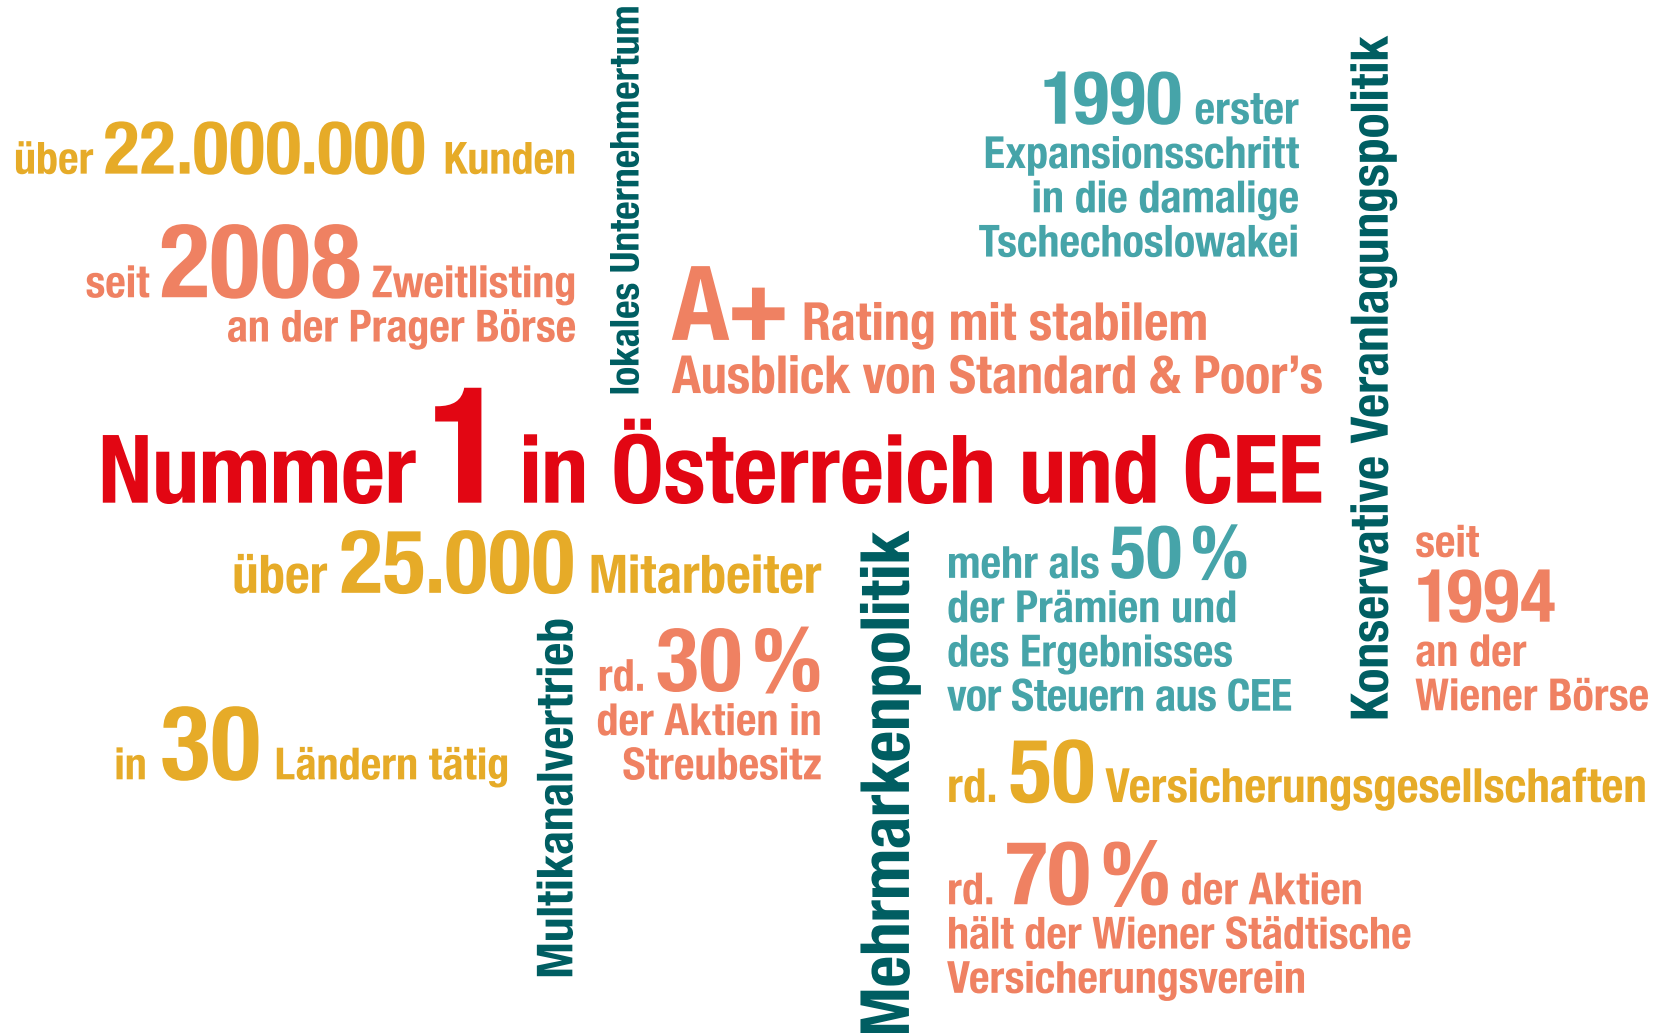 lokales Unternehmertum
über 22.000.000 Kunden
seit 2008 Zweitlisting
an der Prager Börse
1990 erster
Expansionsschritt
in die damalige
Tschechoslowakei
Konservative Veranlagungspolitik
A+ Rating mit stabilem
Ausblick von Standard & Poor’s
Nummer 1 in Österreich und CEE
über 25.000 Mitarbeiter
Multikanalvertrieb
rd. 30 %
der Aktien in
Streubesitz
in 30 Ländern tätig
Mehrmarkenpolitik
mehr als 50 %
der Prämien und
des Ergebnisses
vor Steuern aus CEE
seit
1994
an der
Wiener Börse
rd. 50 Versicherungsgesellschaften
rd. 70 % der Aktien
hält der Wiener Städtische
Versicherungsverein